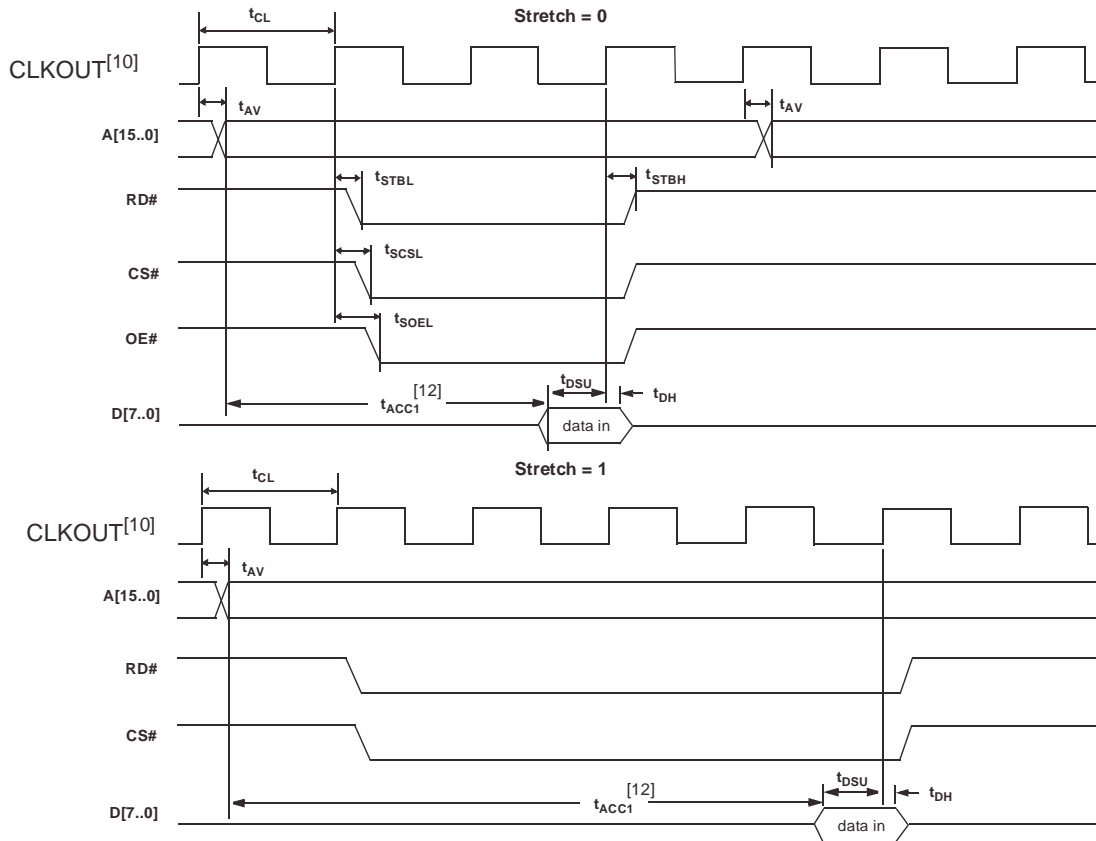 Stretch = 0
tCL
CLKOUT[10]
tAV
tAV
A[15..0]
tSTBL
tSTBH
RD#
tSCSL
CS#
tSOEL
OE#
[12]
tACC1
tDSU
tDH
D[7..0]
data in
Stretch = 1
tCL
CLKOUT[10]
tAV
A[15..0]
RD#
CS#
[12]
tACC1
tDSU
tDH
D[7..0]
data in